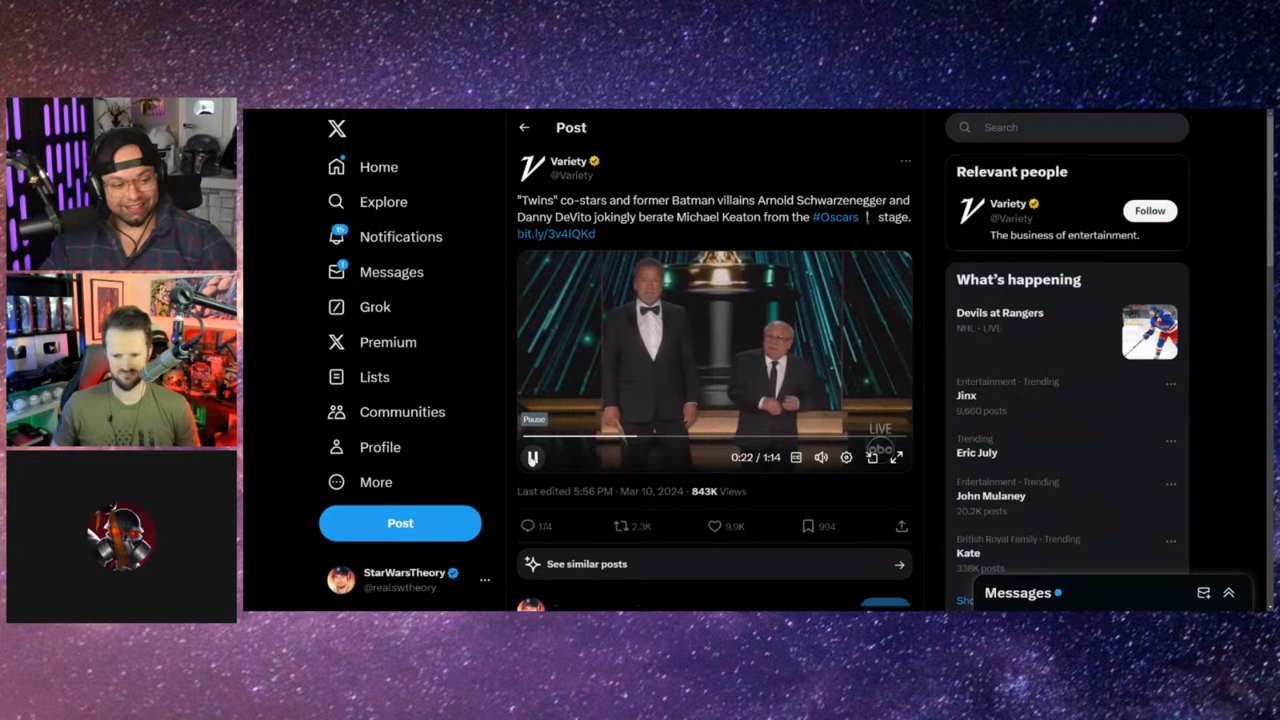 Home
Explore
15
Notifications
1
Messages
Grok
Premium
Lists
Communities
Profile
More
Post
StarWarsTheory
@realswtheory
Post
Variety
@Variety
"Twins" co-stars and former Batman villains Arnold Schwarzenegger and
Danny DeVito jokingly berate Michael Keaton from the #Oscars stage.
bit.ly/3v4IQKd
Pause
LIVE
abc
0:22 / 1:14
Last edited 5:56 PM · Mar 10, 2024 · 843K Views
174
2.3K
9.9K
994
See similar posts
Search
Relevant people
Variety
@Variety
Follow
The business of entertainment.
What's happening
Devils at Rangers
NHL · LIVE
Entertainment · Trending
Jinx
9,660 posts
Trending
Eric July
Entertainment · Trending
John Mulaney
20.2K posts
British Royal Family · Trending
Kate
338K posts
Messages